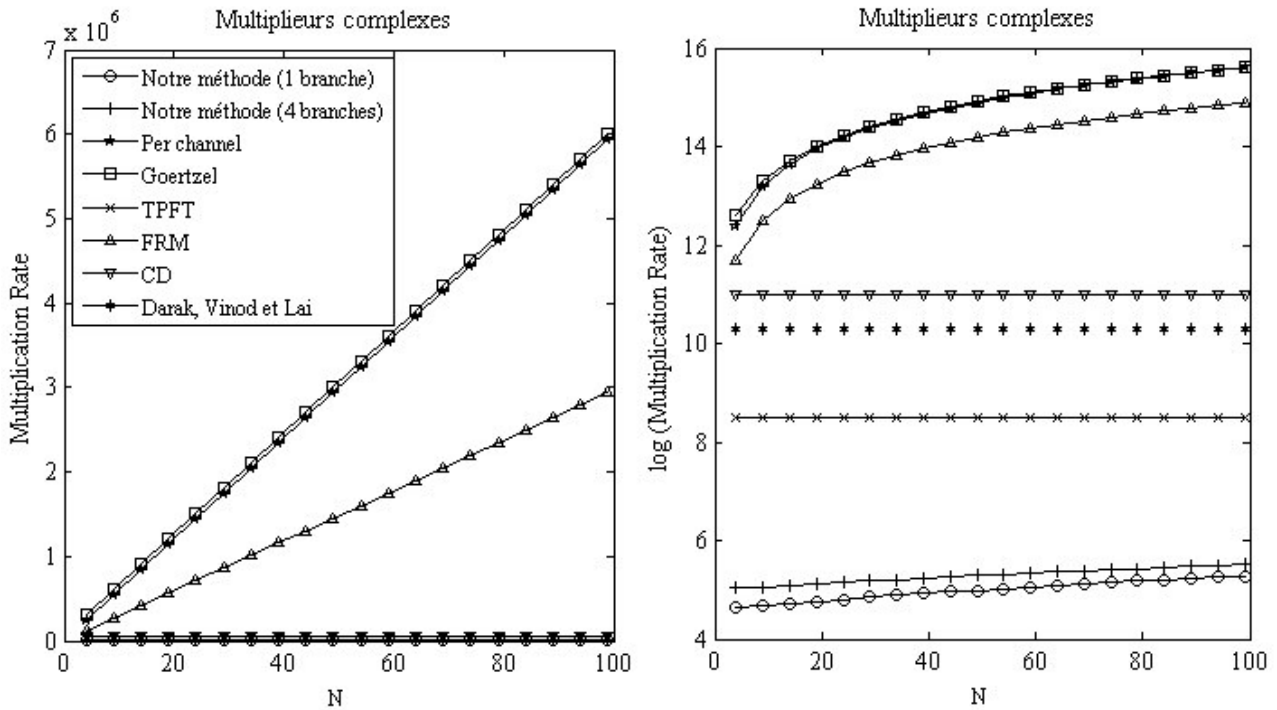 Multiplieurs complexes
x 10^6
7
6
5
4
3
2
1
0
Multiplication Rate
Notre méthode (1 branche)
Notre méthode (4 branches)
Per channel
Goertzel
TPFT
FRM
CD
Darak, Vinod et Lai
0 20 40 60 80 100
N
Multiplieurs complexes
16
14
12
10
8
6
4
log (Multiplication Rate)
0 20 40 60 80 100
N